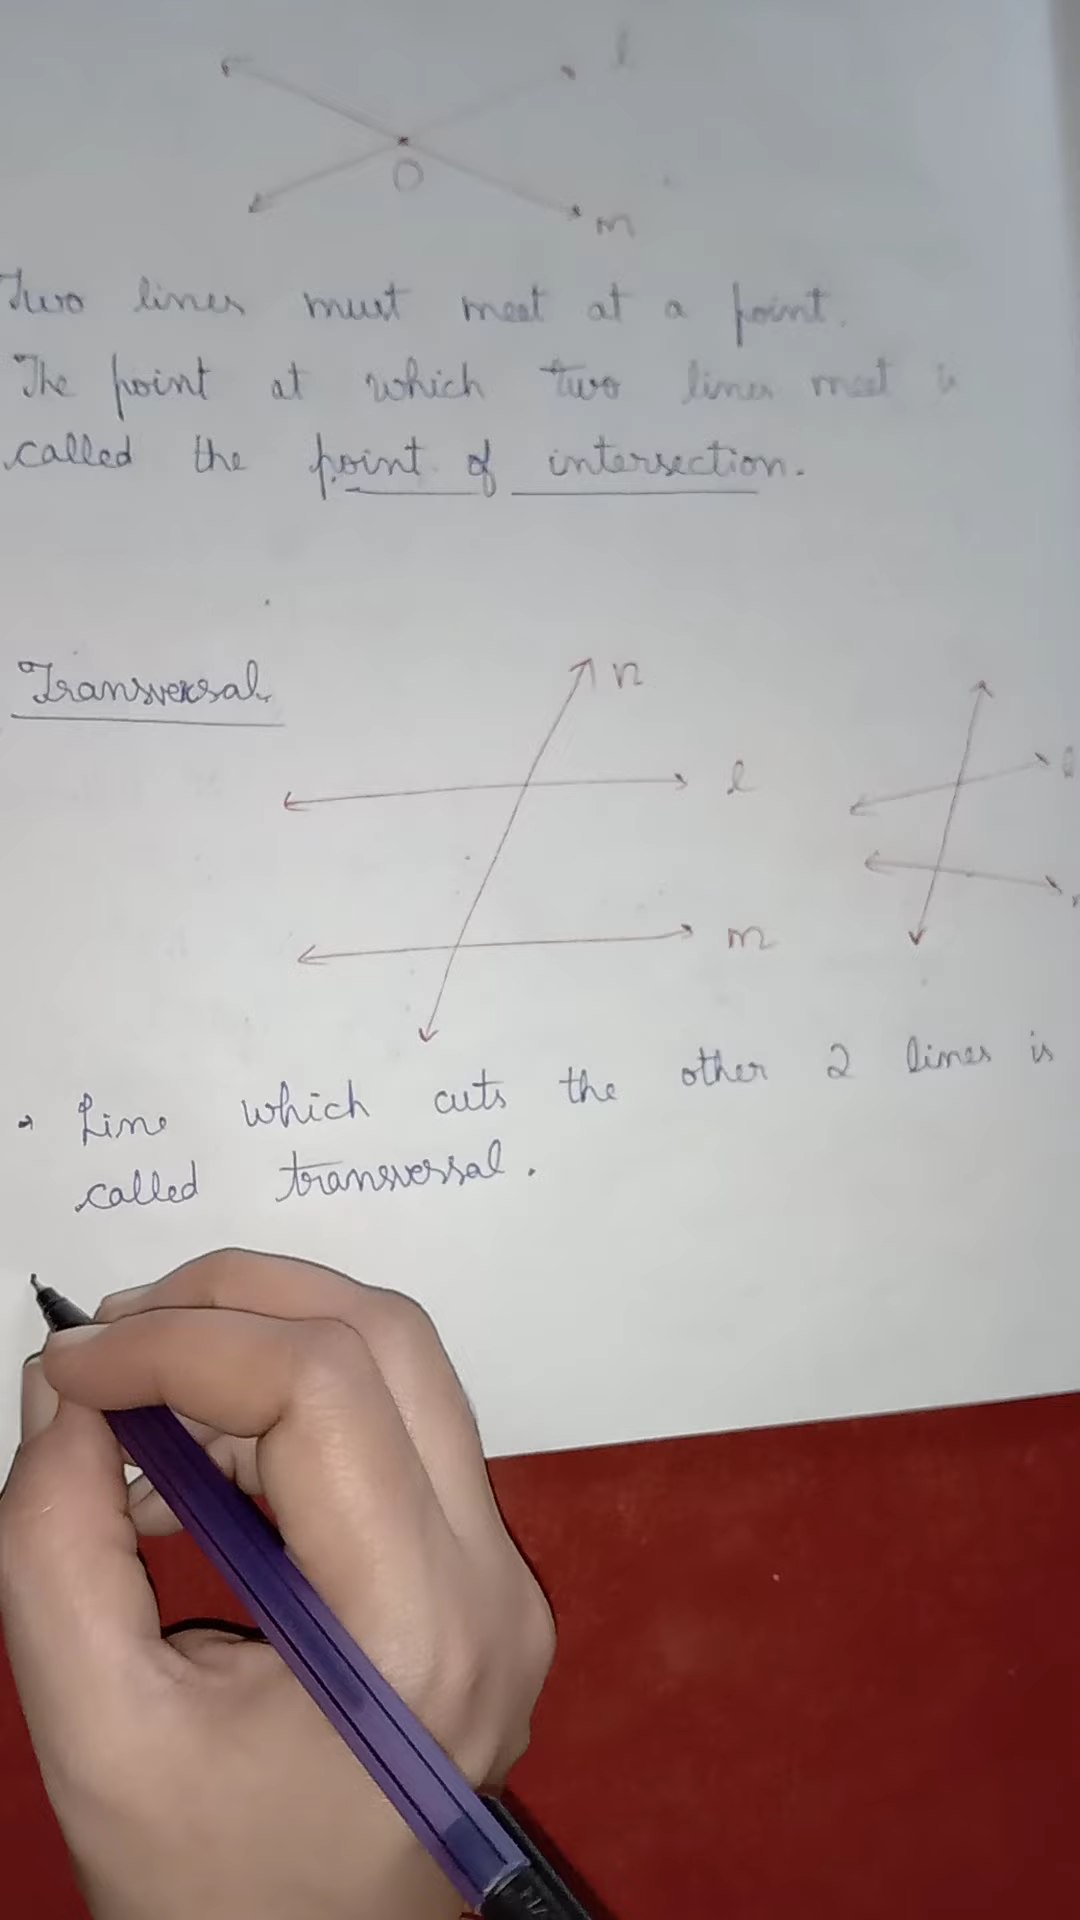 l
O
m
Two lines must meet at a point.
The point at which two lines meet is
called the point of intersection.
Transversal
n
l
l
m
→ Line which cuts the other 2 lines is
called transversal.